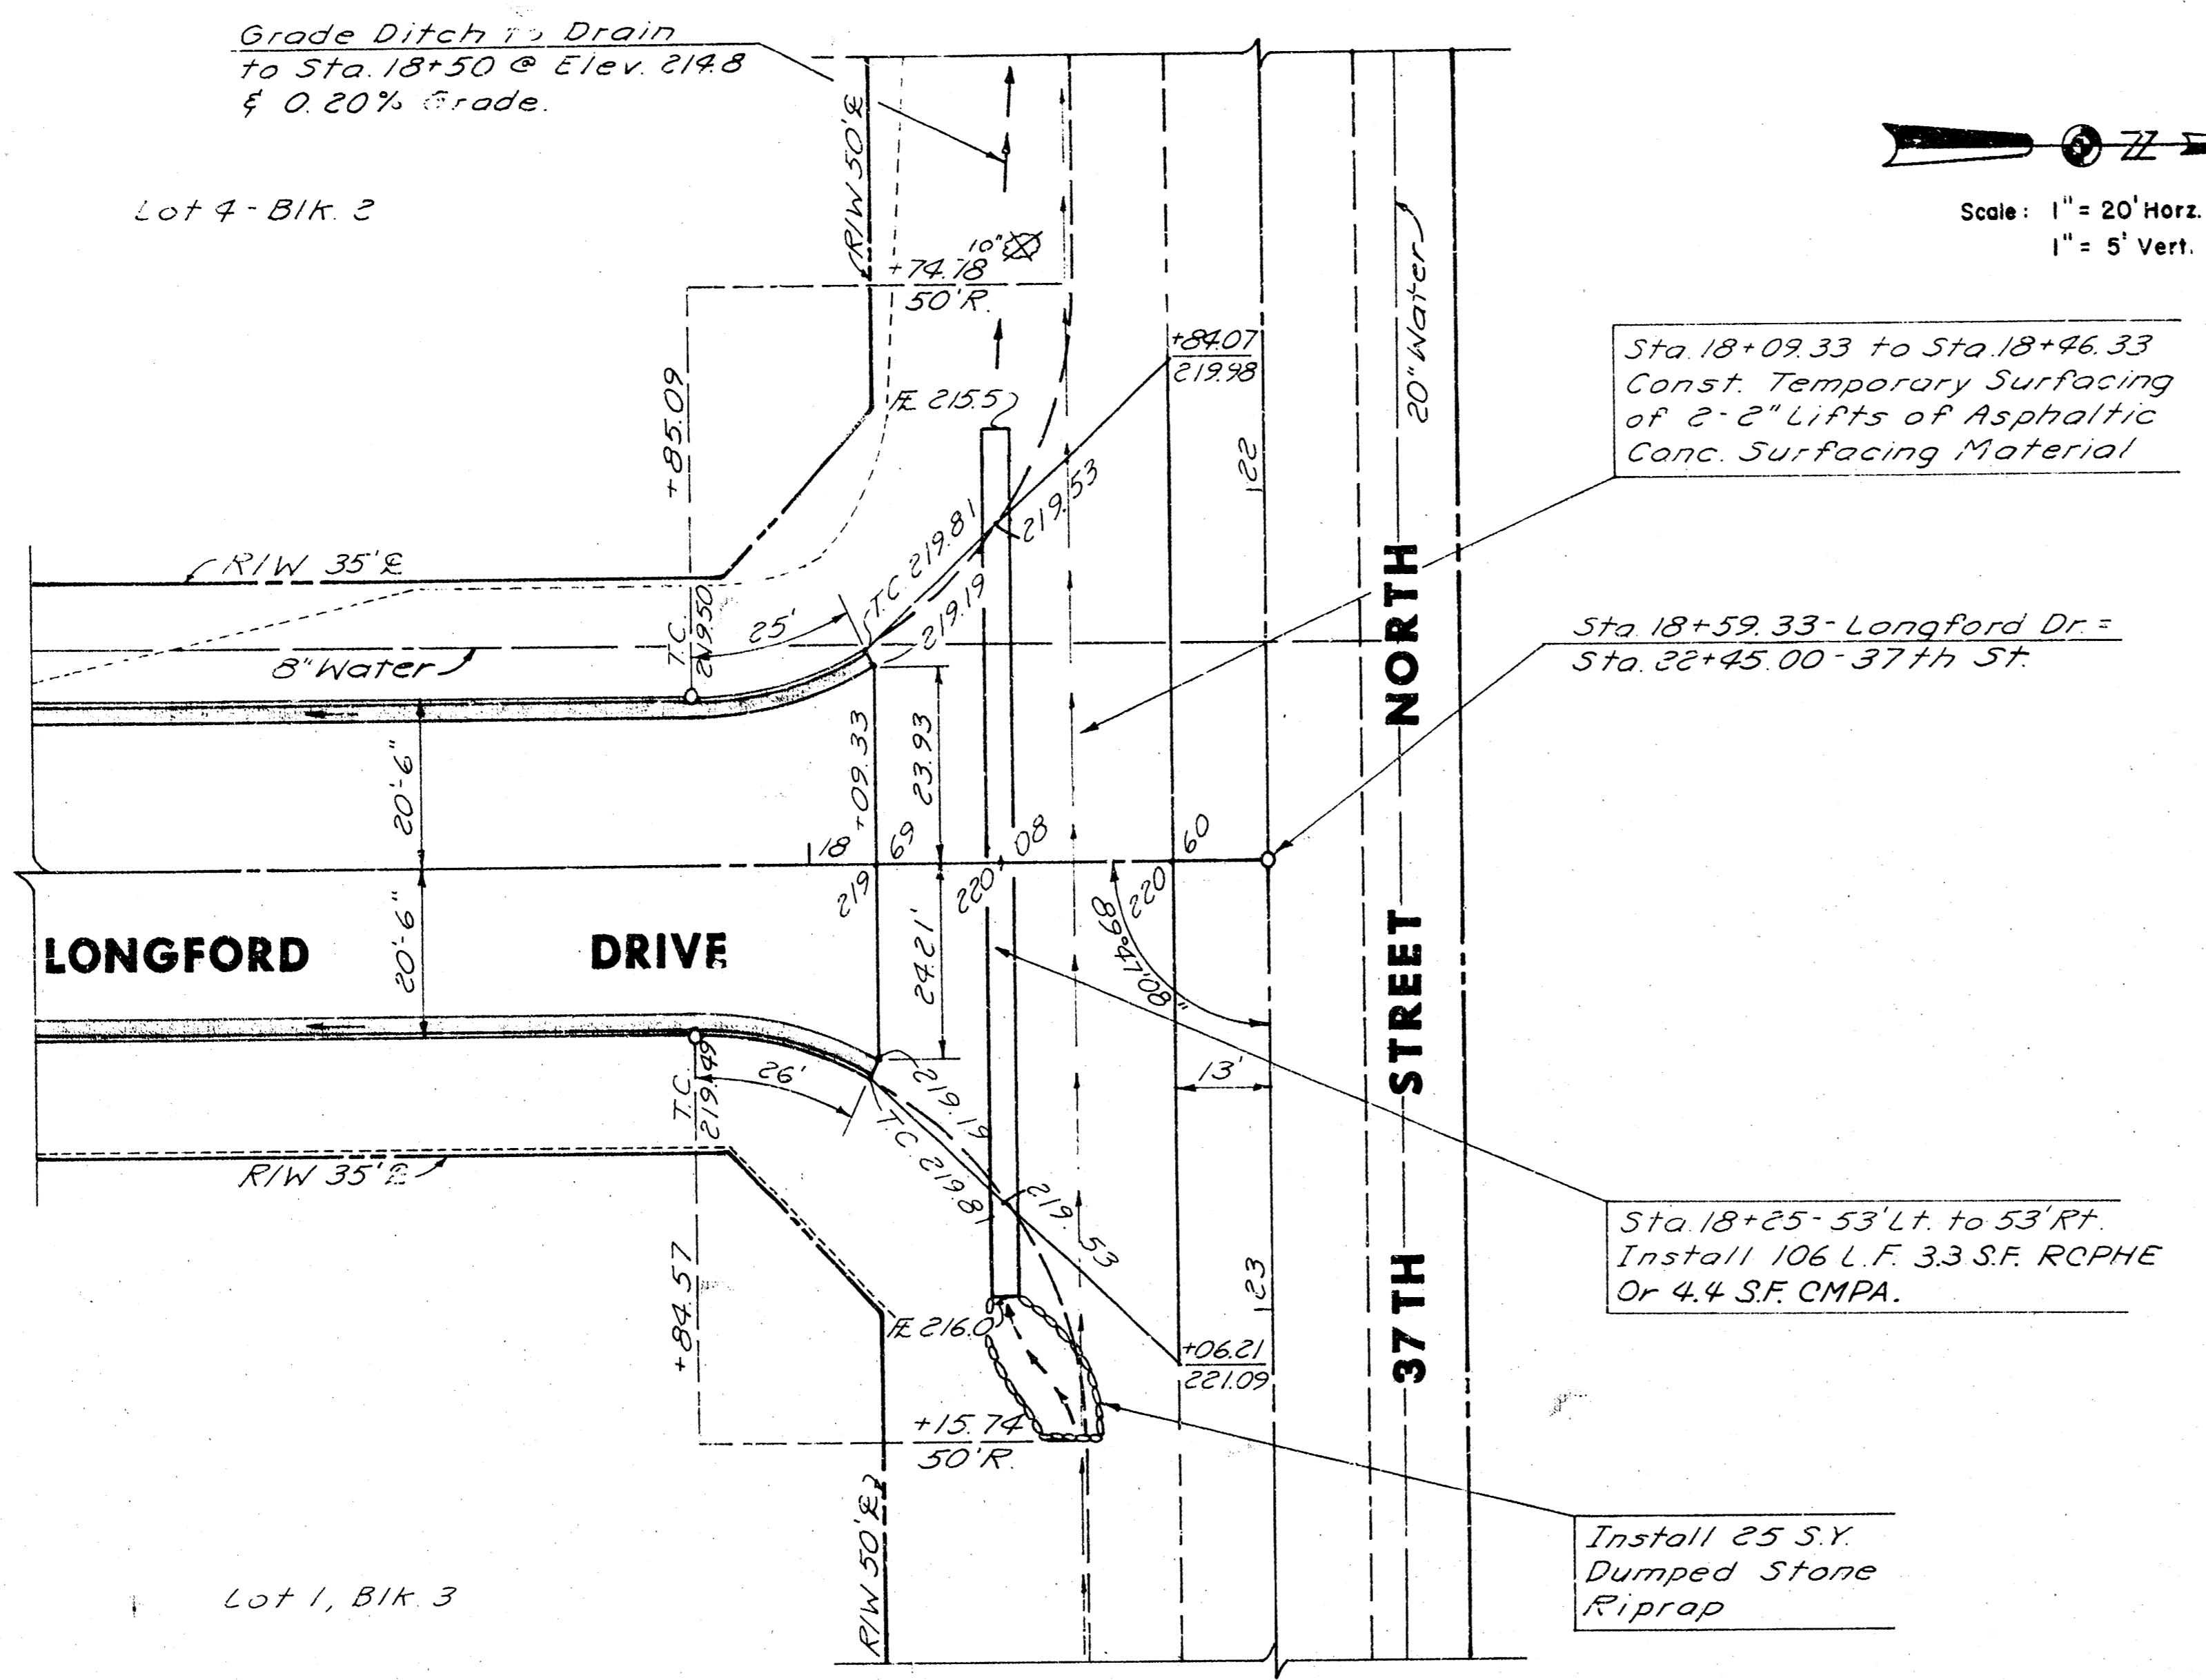 Grade Ditch To Drain
to Sta. 18+50 @ Elev. 214.8
& 0.20% Grade.
Lot 4 - Blk. 2
R/W 50' ℄
10"
+74.18
50' R.
N
Scale: 1" = 20' Horz.
1" = 5' Vert.
20" Water
+84.07
219.98
Sta. 18+09.33 to Sta. 18+46.33
Const. Temporary Surfacing
of 2-2" Lifts of Asphaltic
Conc. Surfacing Material
+85.09
FL 215.5
22
219.53
T.C. 219.81
219.19
R/W 35' ℄
T.C.
219.50
25'
8" Water
Sta. 18+59.33 - Longford Dr. =
Sta. 22+45.00 - 37th St.
20'-6"
+09.33
23.93
18
219 69
220 08
220 60
LONGFORD DRIVE
20'-6"
24.21'
89°47'08"
13'
37TH STREET NORTH
T.C.
219.49
26'
219.19
T.C. 219.81
219.53
R/W 35' ℄
Sta. 18+25 - 53' Lt. to 53' Rt.
Install 106 L.F. 3.3 S.F. RCPHE
Or 4.4 S.F. CMPA.
+84.57
23
FL 216.0
+06.21
221.09
+15.74
50' R.
R/W 50' ℄
Install 25 S.Y.
Dumped Stone
Riprap
Lot 1, Blk. 3